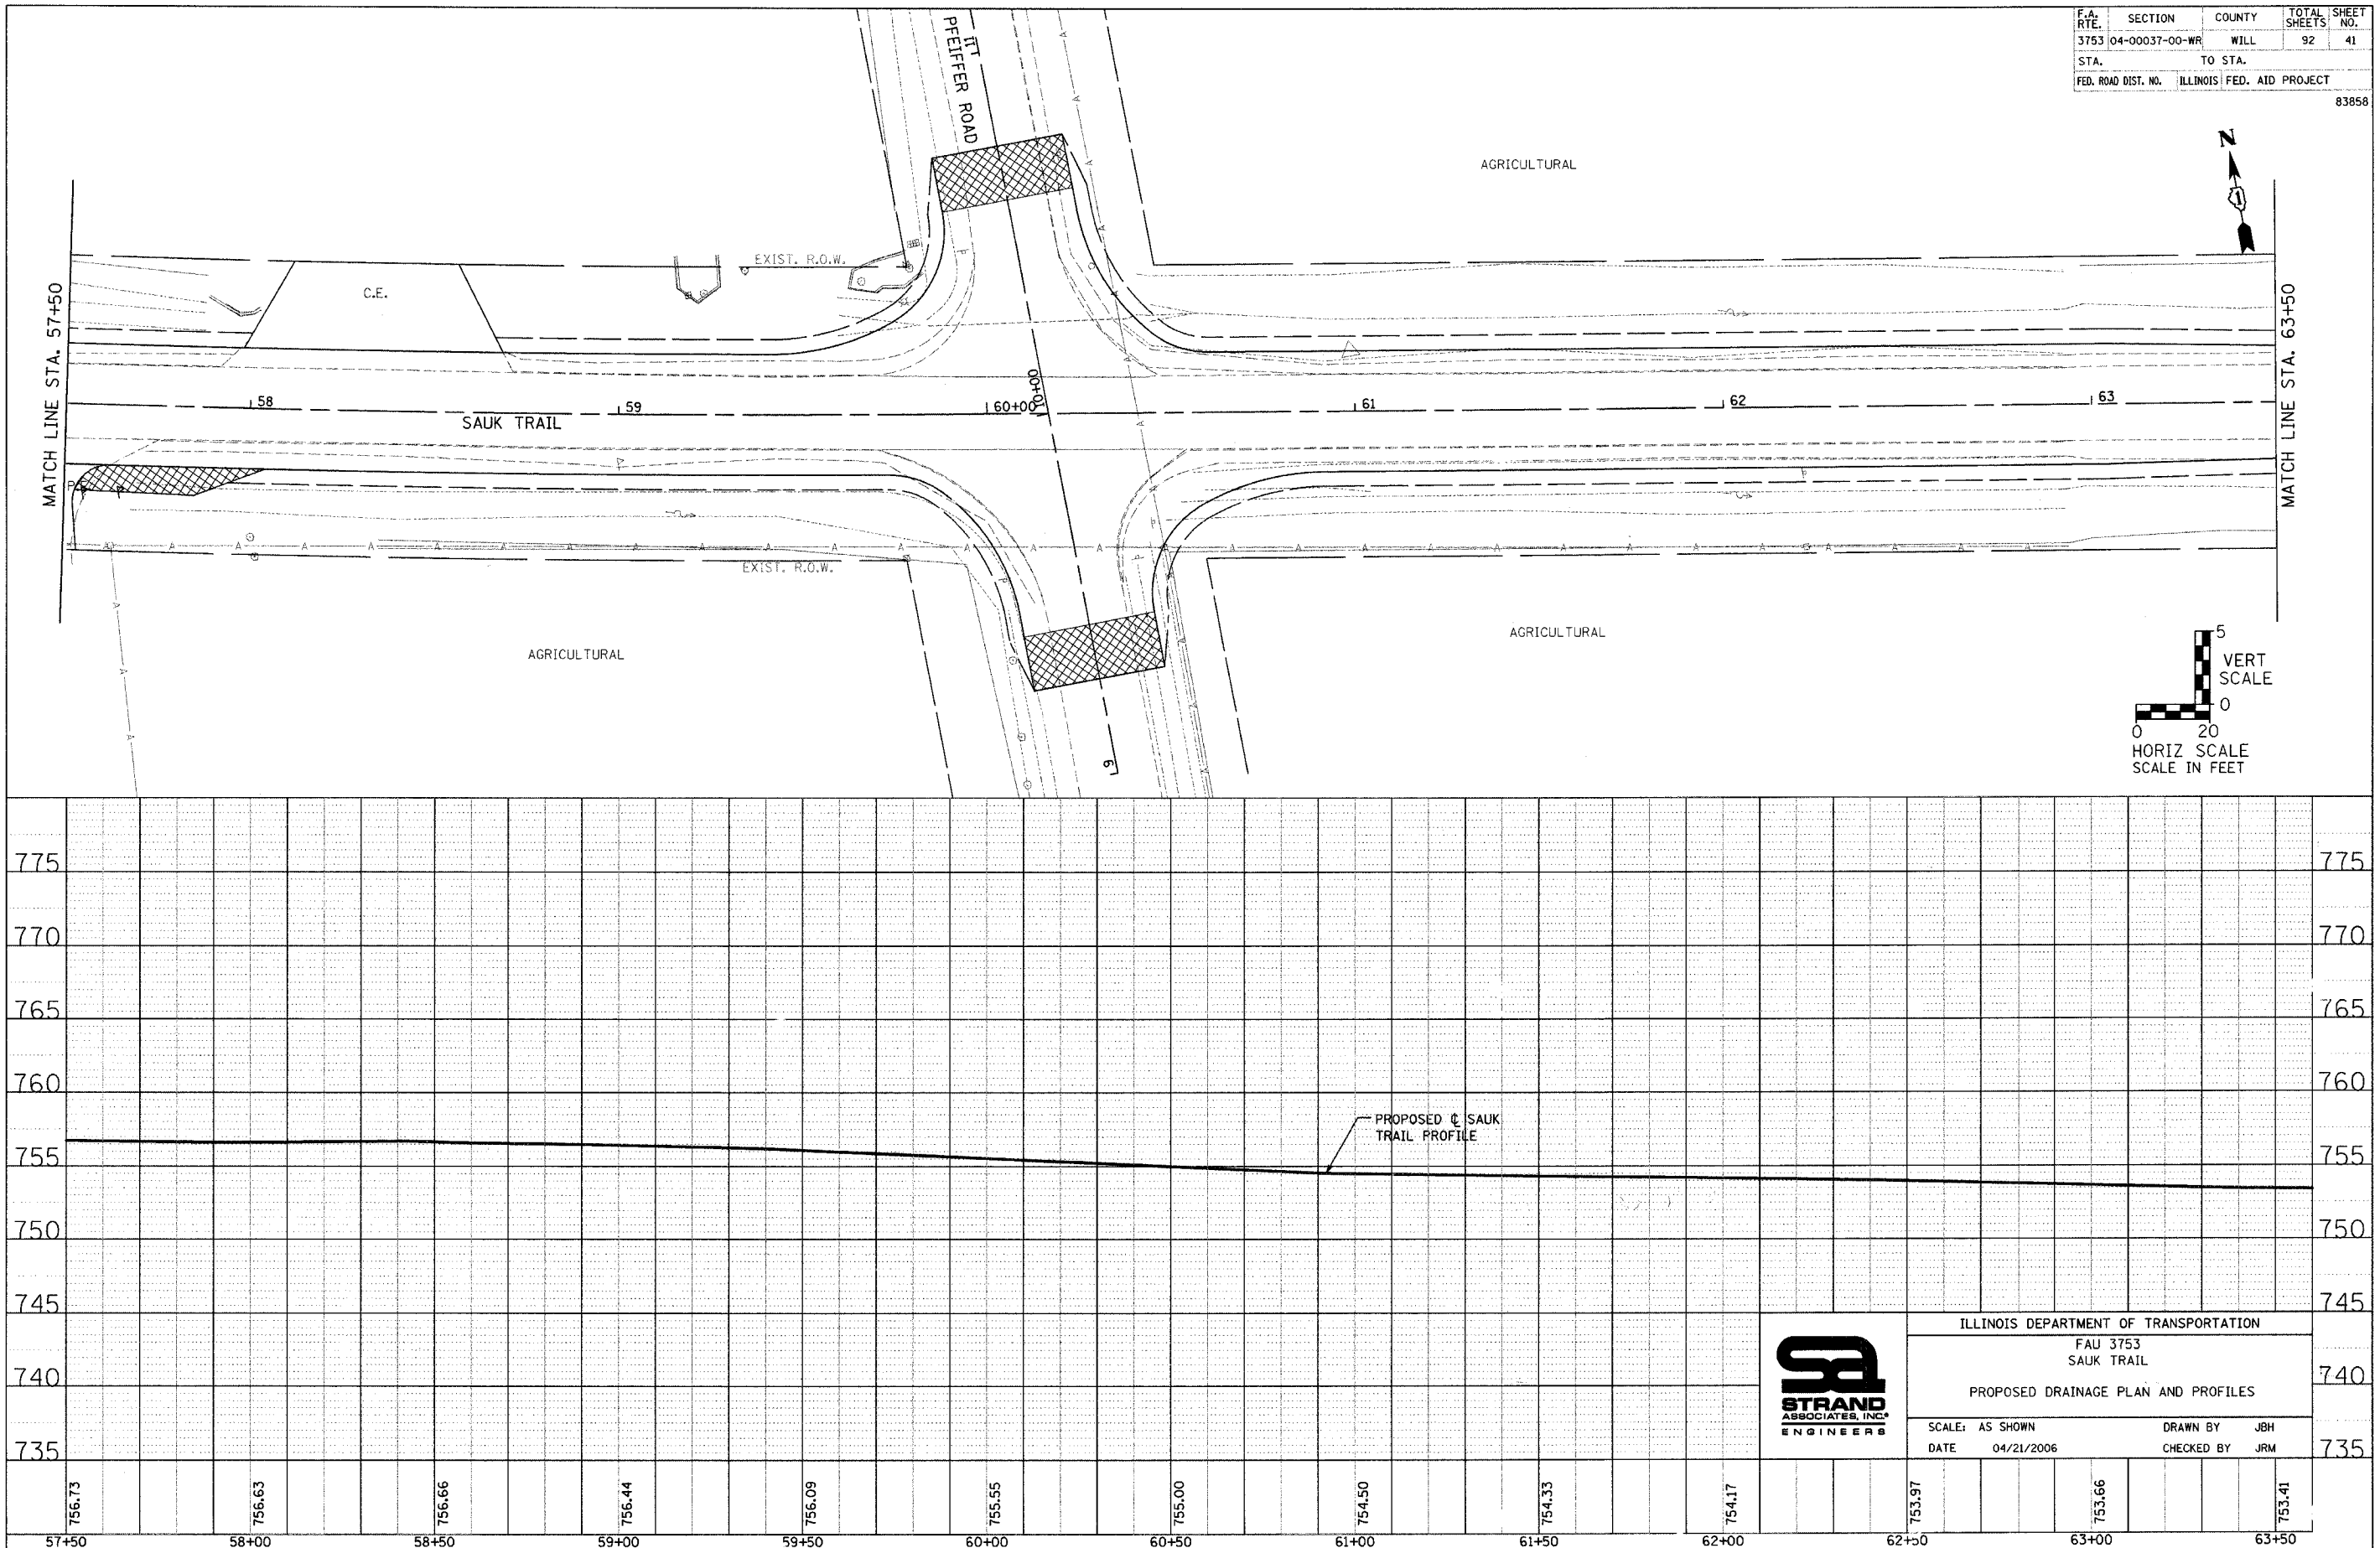 F.A. RTE. SECTION COUNTY TOTAL SHEETS SHEET NO.
3753 04-00037-00-WR WILL 92 41
STA. TO STA.
FED. ROAD DIST. NO. ILLINOIS FED. AID PROJECT
83858
N
1
PFEIFFER ROAD
11
AGRICULTURAL
EXIST. R.O.W.
C.E.
MATCH LINE STA. 57+50
MATCH LINE STA. 63+50
58 59 60+00 10+00 61 62 63
SAUK TRAIL
EXIST. R.O.W.
AGRICULTURAL
AGRICULTURAL
9
5
VERT
SCALE
0
0 20
HORIZ SCALE
SCALE IN FEET
775 775
770 770
765 765
760 760
PROPOSED ℄ SAUK
TRAIL PROFILE
755 755
750 750
745 745
740 740
735 735
sa
STRAND
ASSOCIATES, INC.®
ENGINEERS
ILLINOIS DEPARTMENT OF TRANSPORTATION
FAU 3753
SAUK TRAIL
PROPOSED DRAINAGE PLAN AND PROFILES
SCALE: AS SHOWN DRAWN BY JBH
DATE 04/21/2006 CHECKED BY JRM
756.73 756.63 756.66 756.44 756.09 755.55 755.00 754.50 754.33 754.17 753.97 753.66 753.41
57+50 58+00 58+50 59+00 59+50 60+00 60+50 61+00 61+50 62+00 62+50 63+00 63+50